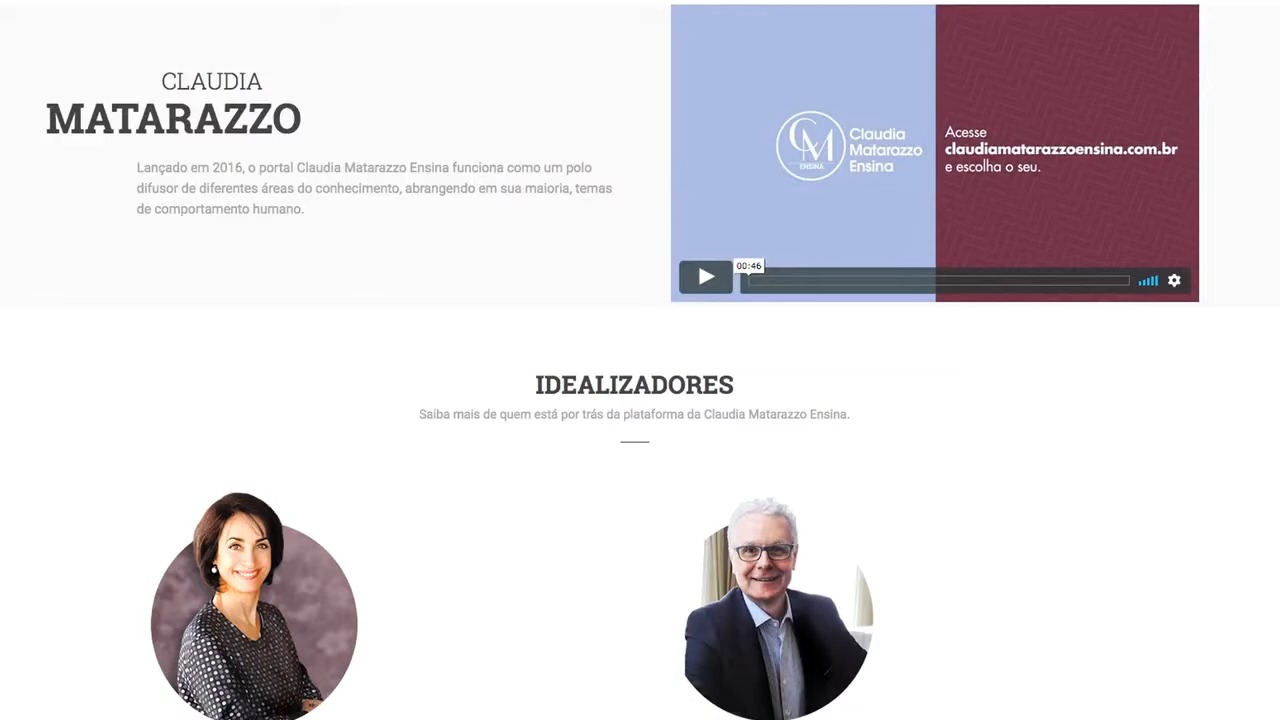 CLAUDIA
MATARAZZO
Lançado em 2016, o portal Claudia Matarazzo Ensina funciona como um polo
difusor de diferentes áreas do conhecimento, abrangendo em sua maioria, temas
de comportamento humano.
CM
ENSINA
Claudia
Matarazzo
Ensina
Acesse
claudiamatarazzoensina.com.br
e escolha o seu.
00:46
IDEALIZADORES
Saiba mais de quem está por trás da plataforma da Claudia Matarazzo Ensina.